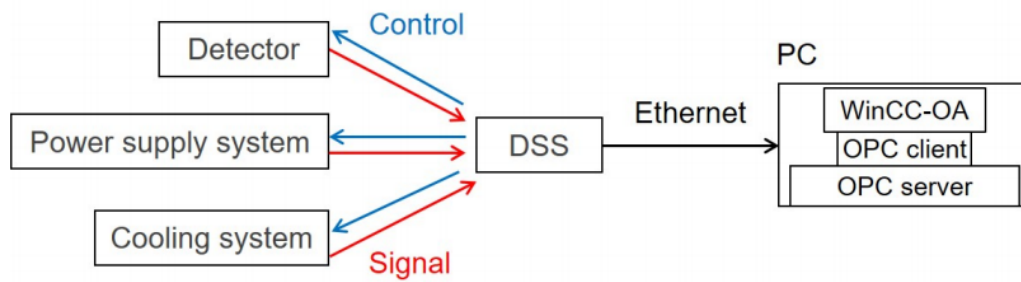 Control
Detector
PC
Ethernet
WinCC-OA
Power supply system
DSS
OPC client
OPC server
Cooling system
Signal